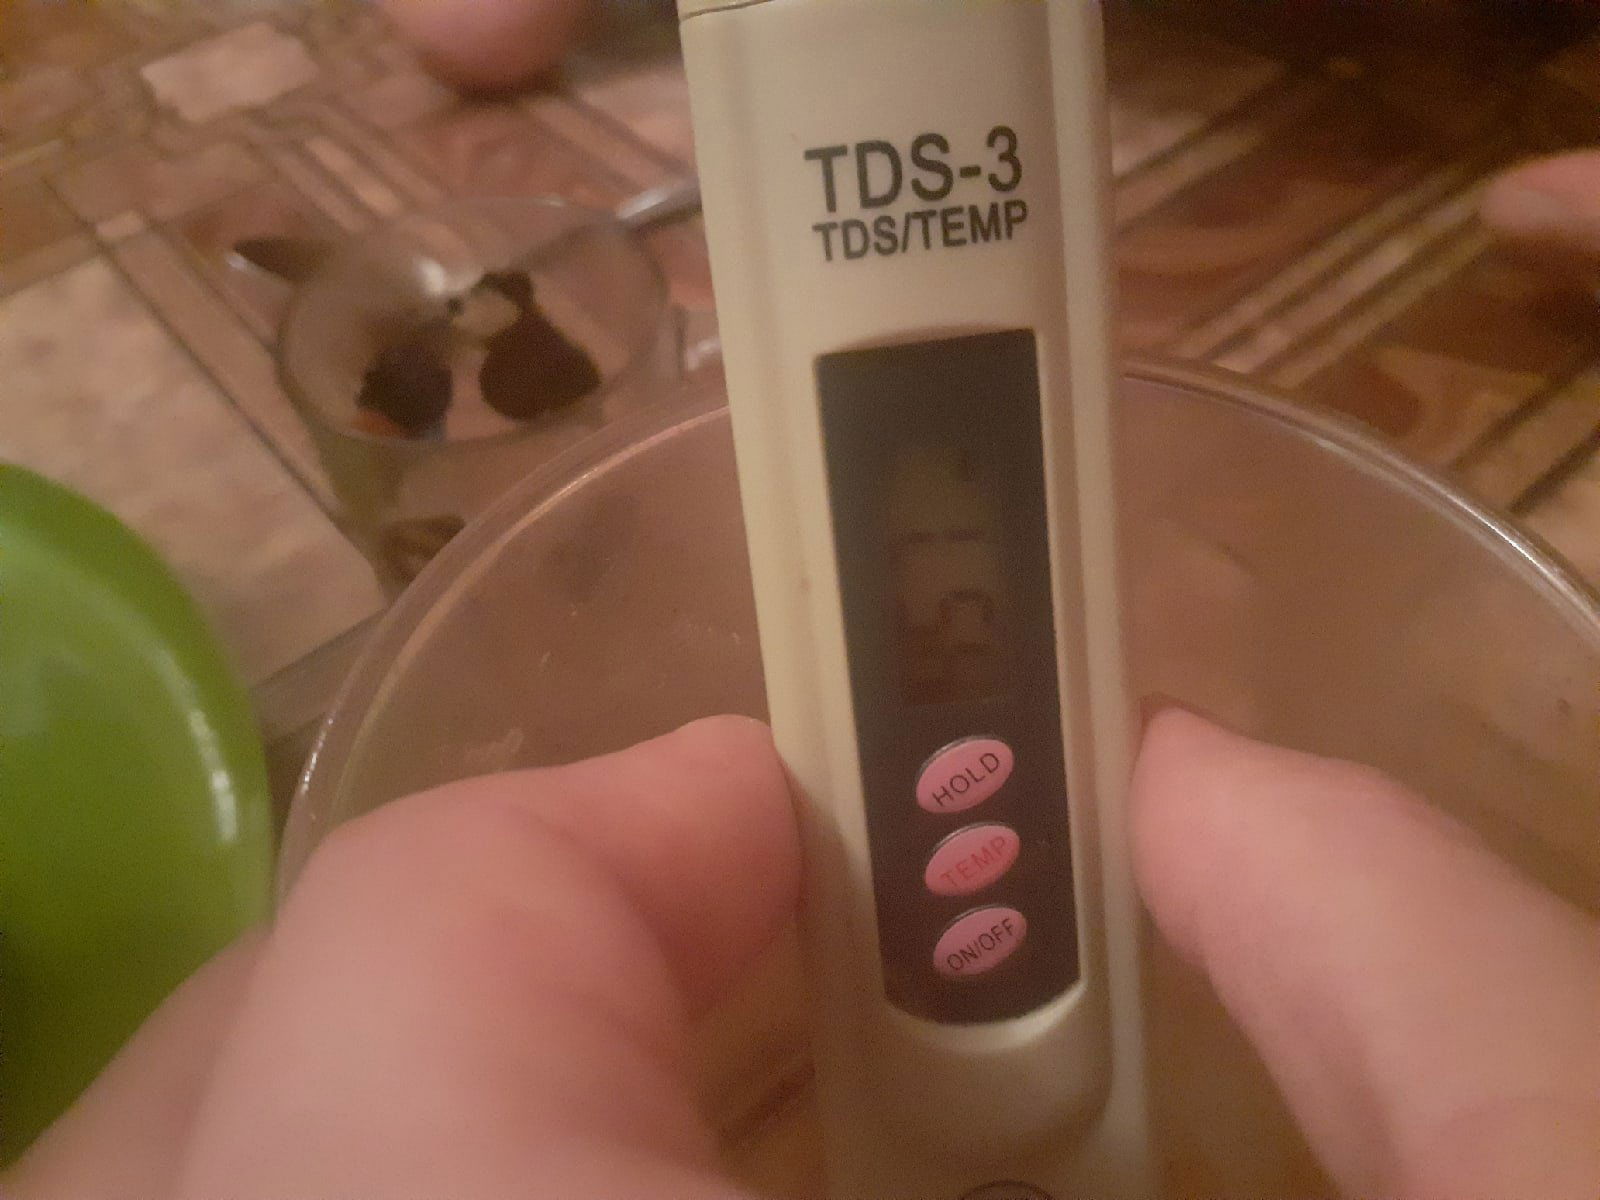 TDS-3
TDS/TEMP
HOLD
TEMP
ON/OFF